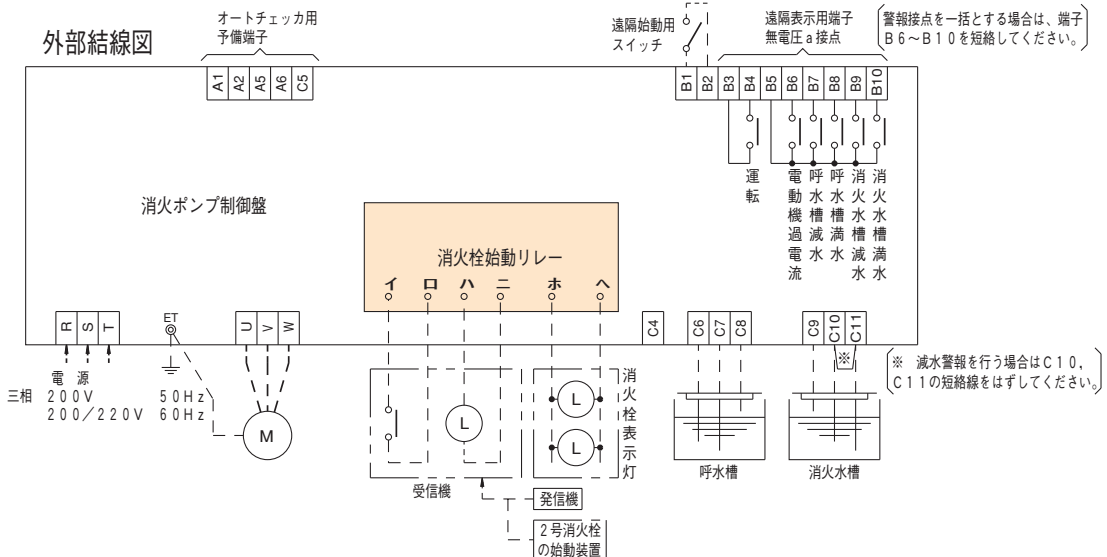 外部結線図
オートチェッカ用
予備端子
遠隔始動用
スイッチ
遠隔表示用端子
無電圧a接点
警報接点を一括とする場合は、端子
B6～B10を短絡してください。
A1 A2 A5 A6 C5
B1 B2 B3 B4 B5 B6 B7 B8 B9 B10
運転
電動機過電流
呼水槽減水
呼水槽満水
消火水槽減水
消火水槽満水
消火ポンプ制御盤
消火栓始動リレー
イ ロ ハ ニ ホ ヘ
R S T
ET
U V W
C4
C6 C7 C8
C9 C10 C11
※
※ 減水警報を行う場合はC10,
C11の短絡線をはずしてください。
電源
三相 200V 50Hz
200/220V 60Hz
M
L
L
L
消火栓表示灯
受信機
発信機
2号消火栓
の始動装置
呼水槽
消火水槽